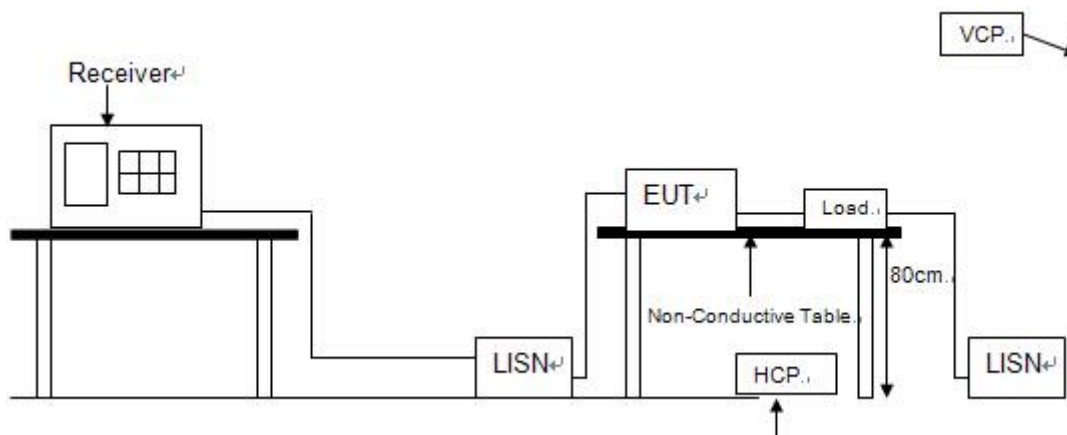 VCP.
Receiver↵
EUT↵
Load.
80cm.
Non-Conductive Table.
LISN↵
HCP.
LISN↵